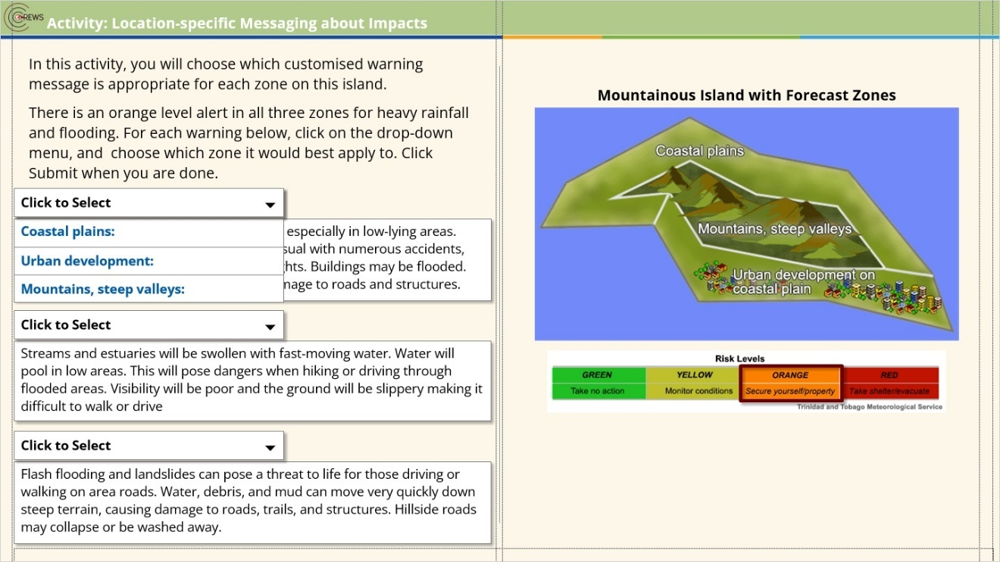 CREWS
Activity: Location-specific Messaging about Impacts
In this activity, you will choose which customised warning
message is appropriate for each zone on this island.
There is an orange level alert in all three zones for heavy rainfall
and flooding. For each warning below, click on the drop-down
menu, and choose which zone it would best apply to. Click
Submit when you are done.
Click to Select
Coastal plains:
Urban development:
Mountains, steep valleys:
especially in low-lying areas.
with numerous accidents,
Buildings may be flooded.
to roads and structures.
Click to Select
Streams and estuaries will be swollen with fast-moving water. Water will
pool in low areas. This will pose dangers when hiking or driving through
flooded areas. Visibility will be poor and the ground will be slippery making it
difficult to walk or drive
Click to Select
Flash flooding and landslides can pose a threat to life for those driving or
walking on area roads. Water, debris, and mud can move very quickly down
steep terrain, causing damage to roads, trails, and structures. Hillside roads
may collapse or be washed away.
Mountainous Island with Forecast Zones
Coastal plains
Mountains, steep valleys
Urban development on
coastal plain
Risk Levels
GREEN YELLOW ORANGE RED
Take no action Monitor conditions Secure yourself/property Take shelter/evacuate
Trinidad and Tobago Meteorological Service